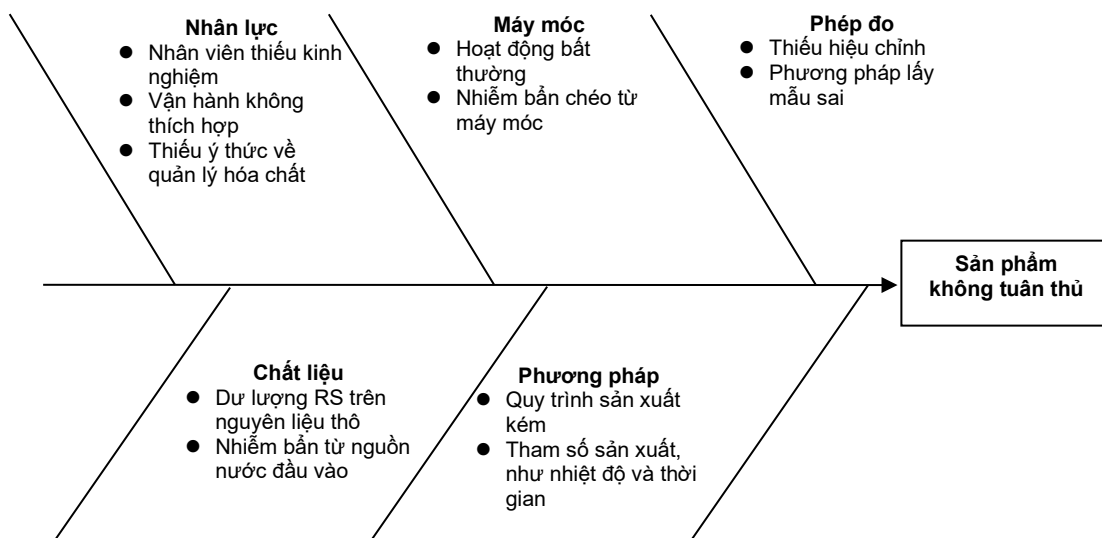 Nhân lực
● Nhân viên thiếu kinh
nghiệm
● Vận hành không
thích hợp
● Thiếu ý thức về
quản lý hóa chất
Máy móc
● Hoạt động bất
thường
● Nhiễm bẩn chéo từ
máy móc
Phép đo
● Thiếu hiệu chỉnh
● Phương pháp lấy
mẫu sai
Sản phẩm
không tuân thủ
Chất liệu
● Dư lượng RS trên
nguyên liệu thô
● Nhiễm bẩn từ nguồn
nước đầu vào
Phương pháp
● Quy trình sản xuất
kém
● Tham số sản xuất,
như nhiệt độ và thời
gian